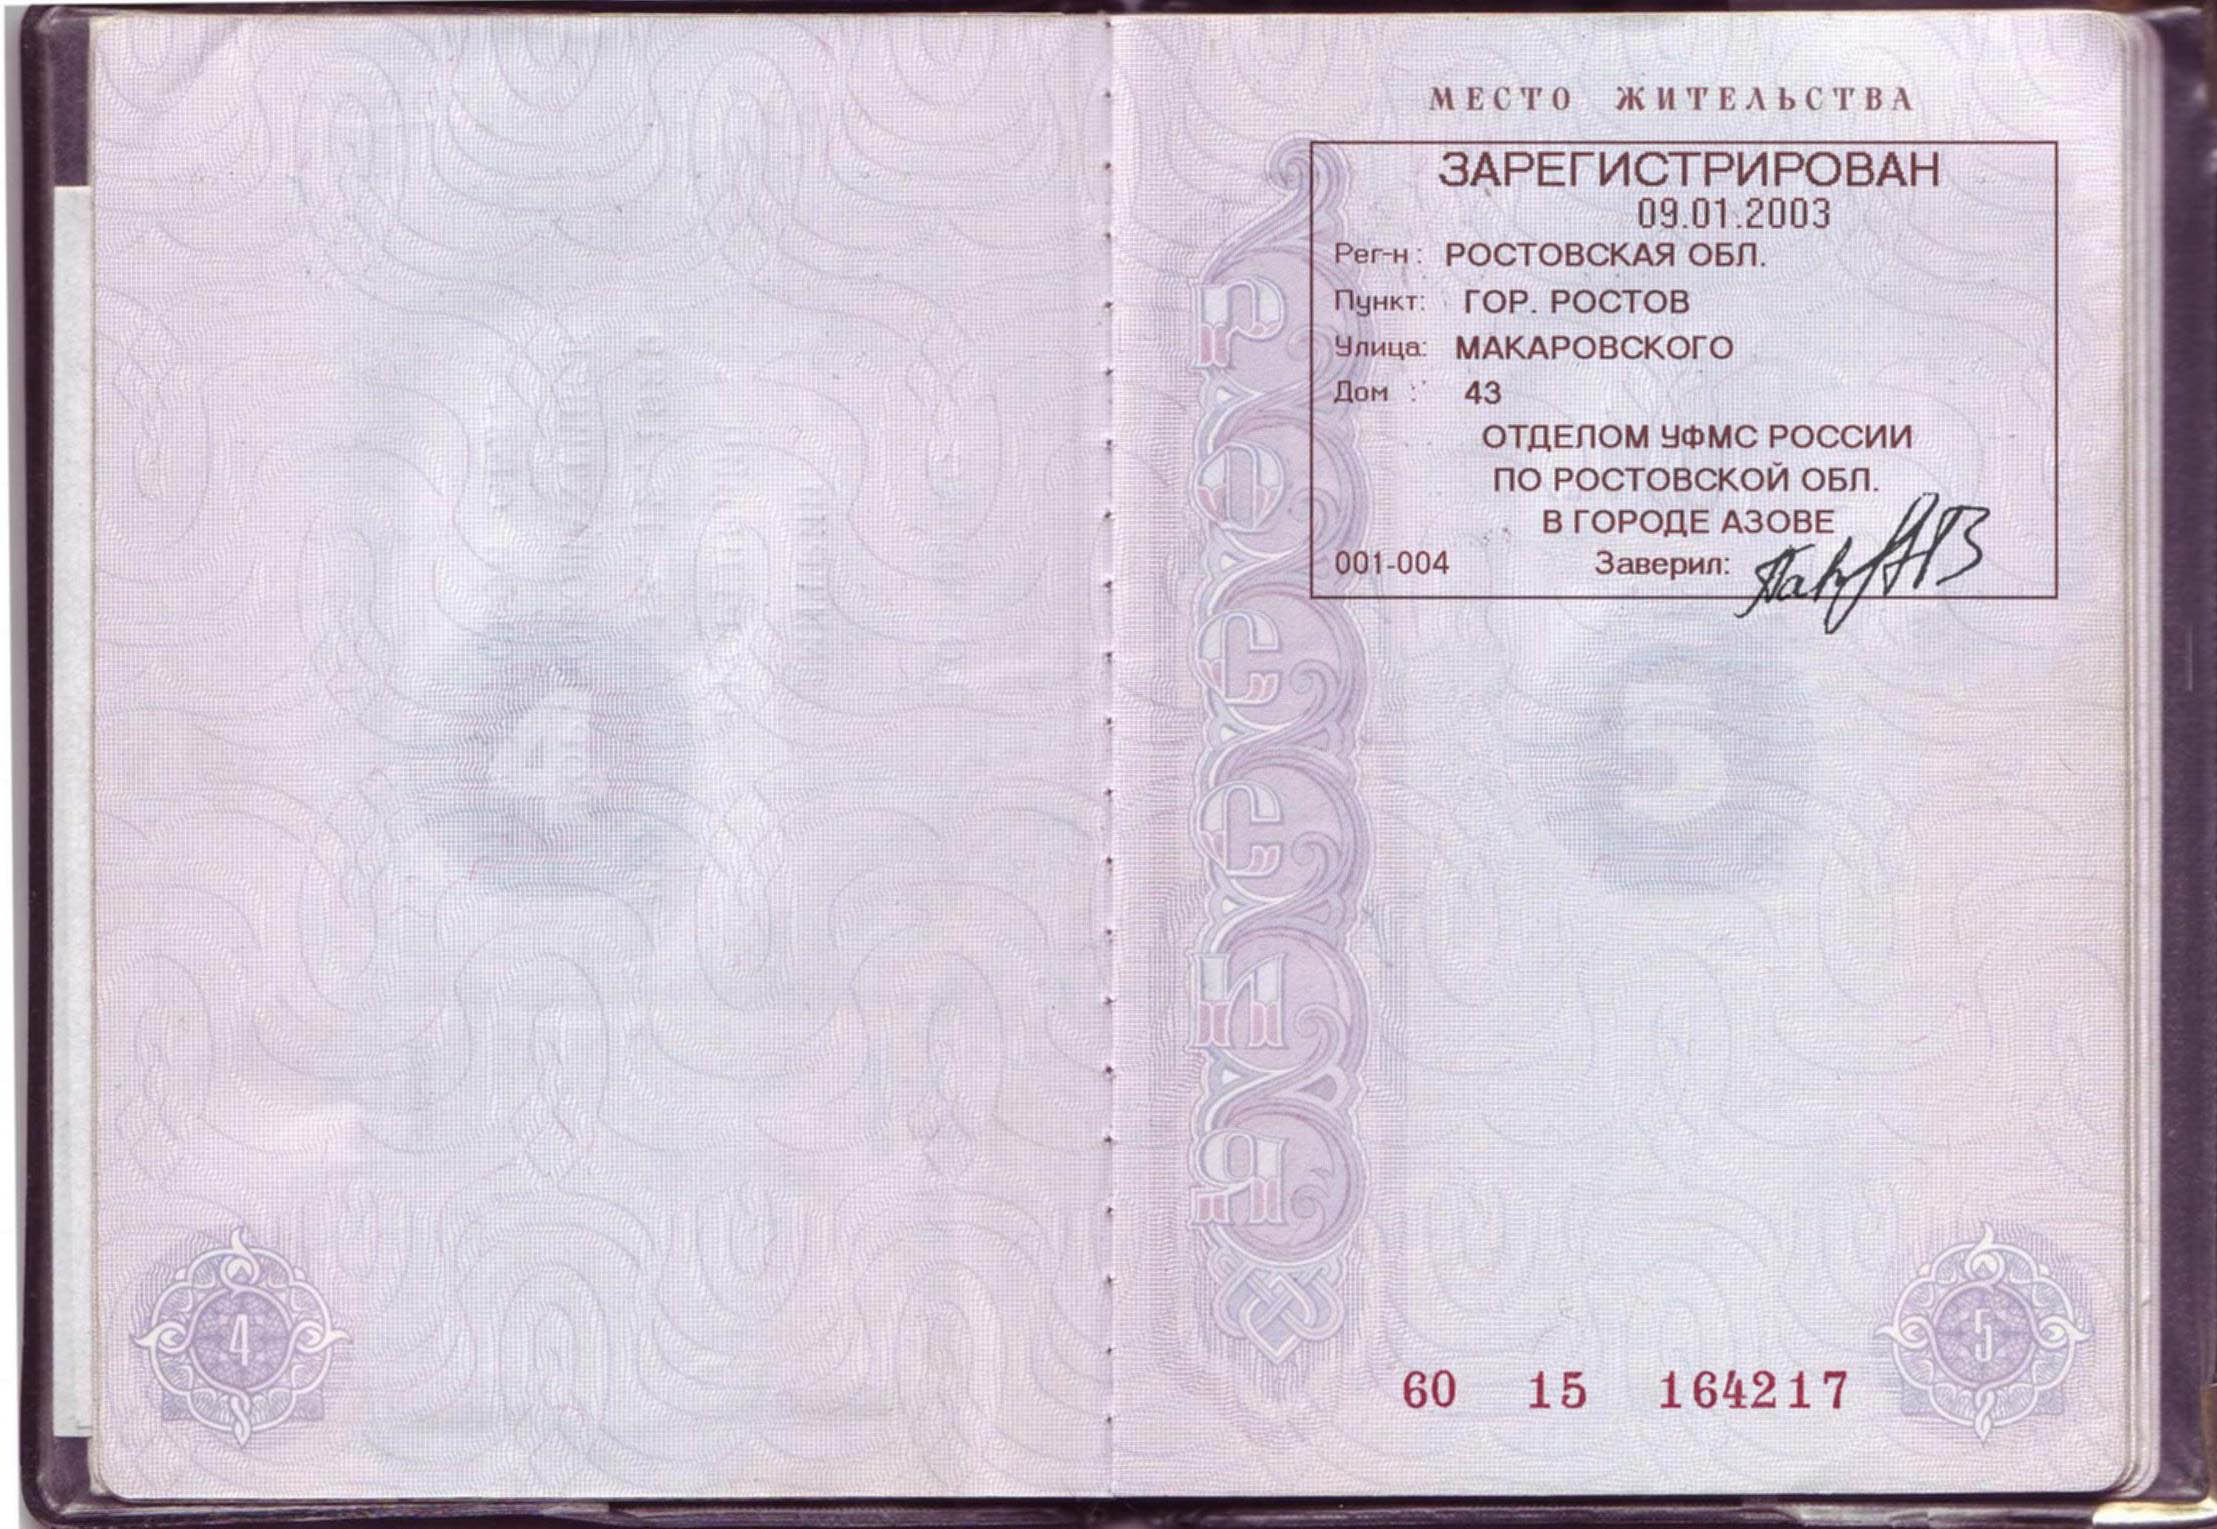 МЕСТО ЖИТЕЛЬСТВА
ЗАРЕГИСТРИРОВАН
09.01.2003
Рег-н: РОСТОВСКАЯ ОБЛ.
Пункт: ГОР. РОСТОВ
Улица: МАКАРОВСКОГО
Дом : 43
ОТДЕЛОМ УФМС РОССИИ
ПО РОСТОВСКОЙ ОБЛ.
В ГОРОДЕ АЗОВЕ
001-004 Заверил:
РОССИЯ
60 15 164217
4
5